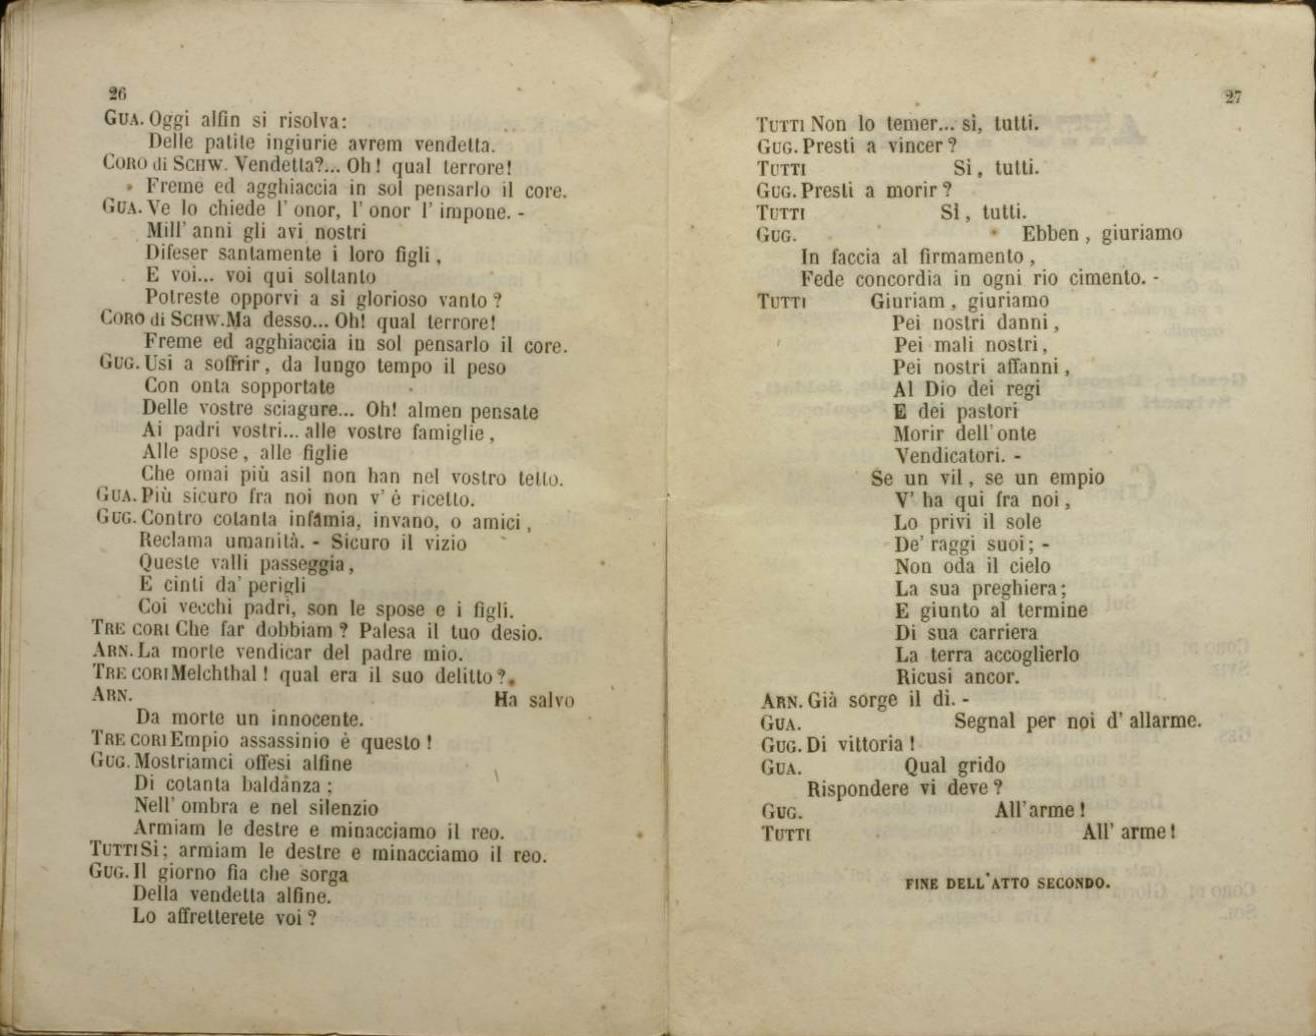 26
GUA. Oggi alfin si risolva:
Delle patite ingiurie avrem vendetta.
CORO di SCHW. Vendetta?... Oh! qual terrore!
Freme ed agghiaccia in sol pensarlo il core.
GUA. Ve lo chiede l'onor, l'onor l'impone. -
Mill' anni gli avi nostri
Difeser santamente i loro figli,
E voi... voi qui soltanto
Potreste opporvi a sì glorioso vanto?
CORO di SCHW. Ma desso... Oh! qual terrore!
Freme ed agghiaccia in sol pensarlo il core.
GUG. Usi a soffrir, da lungo tempo il peso
Con onta sopportate
Delle vostre sciagure... Oh! almen pensate
Ai padri vostri... alle vostre famiglie,
Alle spose, alle figlie
Che omai più asil non han nel vostro tetto.
GUA. Più sicuro fra noi non v' è ricetto.
GUG. Contro cotanta infamia, invano, o amici,
Reclama umanità. - Sicuro il vizio
Queste valli passeggia,
E cinti da' perigli
Coi vecchi padri, son le spose e i figli.
TRE CORI Che far dobbiam? Palesa il tuo desio.
ARN. La morte vendicar del padre mio.
TRE CORI Melchthal! qual era il suo delitto?
ARN. Ha salvo
Da morte un innocente.
TRE CORI Empio assassinio è questo!
GUG. Mostriamci offesi alfine
Di cotanta baldanza;
Nell' ombra e nel silenzio
Armiam le destre e minacciamo il reo.
TUTTI Sì; armiam le destre e minacciamo il reo.
GUG. Il giorno fia che sorga
Della vendetta alfine.
Lo affretterete voi?
27
TUTTI Non lo temer... sì, tutti.
GUG. Presti a vincer?
TUTTI Sì, tutti.
GUG. Presti a morir?
TUTTI Sì, tutti.
GUG. Ebben, giuriamo
In faccia al firmamento,
Fede concordia in ogni rio cimento. -
TUTTI Giuriam, giuriamo
Pei nostri danni,
Pei mali nostri,
Pei nostri affanni,
Al Dio dei regi
E dei pastori
Morir dell'onte
Vendicatori. -
Se un vil, se un empio
V' ha qui fra noi,
Lo privi il sole
De' raggi suoi; -
Non oda il cielo
La sua preghiera;
E giunto al termine
Di sua carriera
La terra accoglierlo
Ricusi ancor.
ARN. Già sorge il dì. -
GUA. Segnal per noi d' allarme.
GUG. Di vittoria!
GUA. Qual grido
Rispondere vi deve?
GUG. All'arme!
TUTTI All' arme!
FINE DELL'ATTO SECONDO.